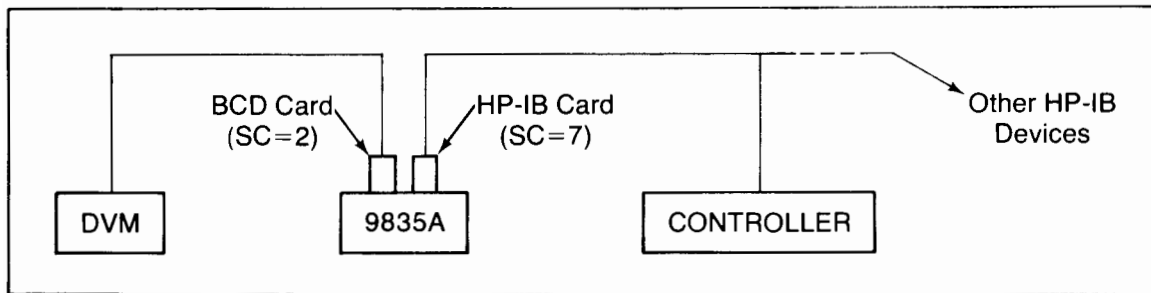 BCD Card
(SC=2)
HP-IB Card
(SC=7)
Other HP-IB
Devices
DVM
9835A
CONTROLLER